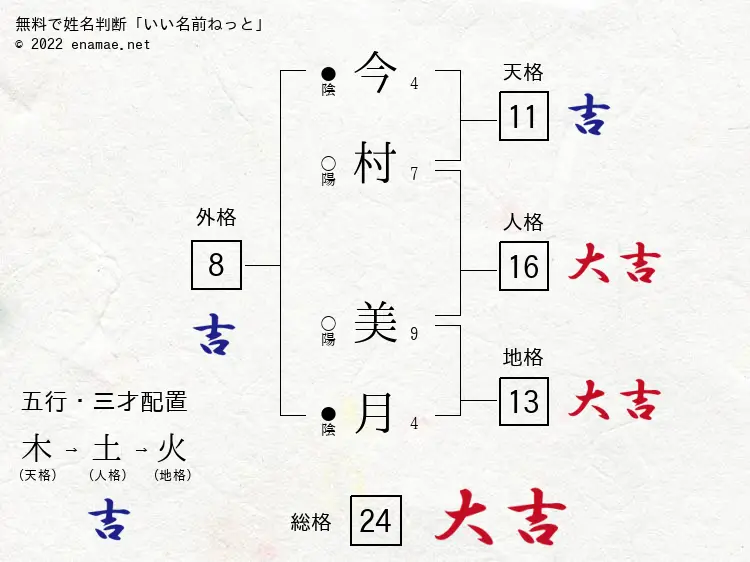 無料で姓名判断「いい名前ねっと」
© 2022 enamae.net
●陰 今 4
○陽 村 7
○陽 美 9
●陰 月 4
天格
11 吉
人格
16 大吉
地格
13 大吉
外格
8
吉
五行・三才配置
木 → 土 → 火
(天格) (人格) (地格)
吉
総格 24 大吉